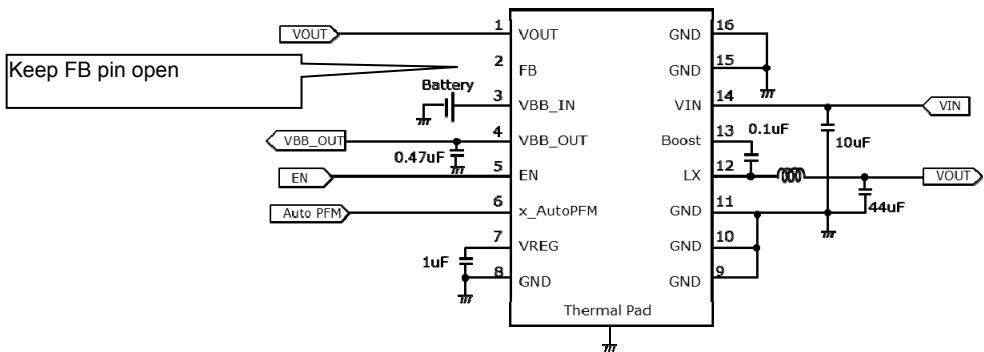 VOUT
1
VOUT
GND
16
Keep FB pin open
2
FB
GND
15
Battery
3
VBB_IN
VIN
14
VIN
VBB_OUT
4
VBB_OUT
Boost
13
0.1uF
10uF
0.47uF
EN
5
EN
LX
12
VOUT
Auto PFM
6
x_AutoPFM
GND
11
44uF
7
VREG
GND
10
1uF
8
GND
GND
9
Thermal Pad